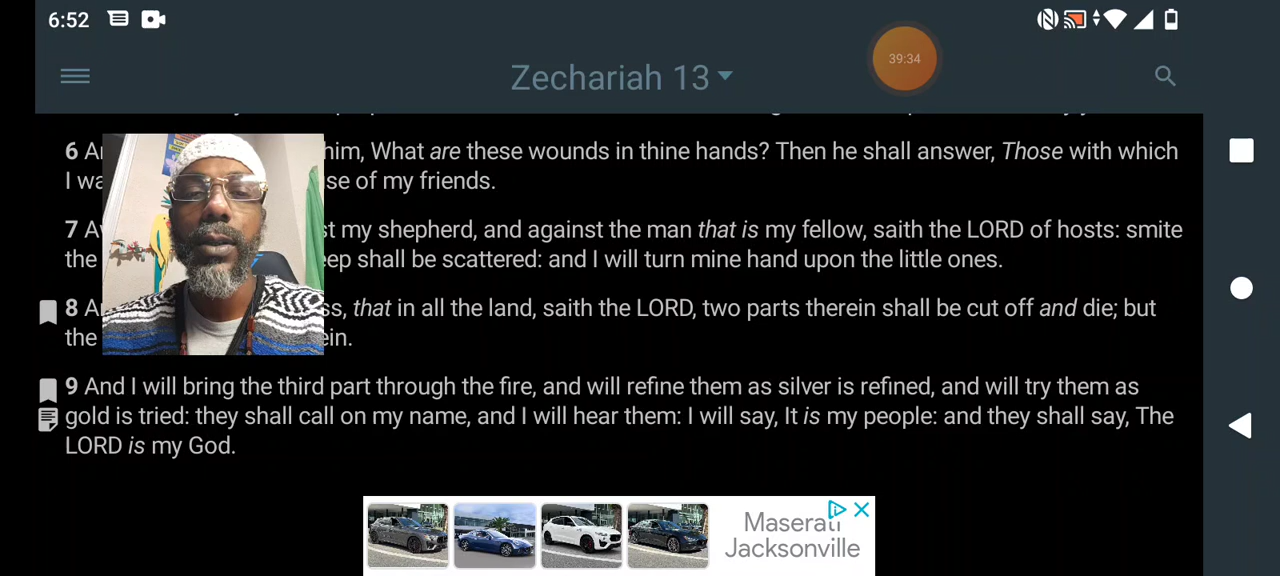 6:52
39:34
Zechariah 13
6 him, What are these wounds in thine hands? Then he shall answer, Those with which
I my friends.
7 my shepherd, and against the man that is my fellow, saith the LORD of hosts: smite
the shall be scattered: and I will turn mine hand upon the little ones.
8 that in all the land, saith the LORD, two parts therein shall be cut off and die; but
the
9 And I will bring the third part through the fire, and will refine them as silver is refined, and will try them as
gold is tried: they shall call on my name, and I will hear them: I will say, It is my people: and they shall say, The
LORD is my God.
Maserati
Jacksonville